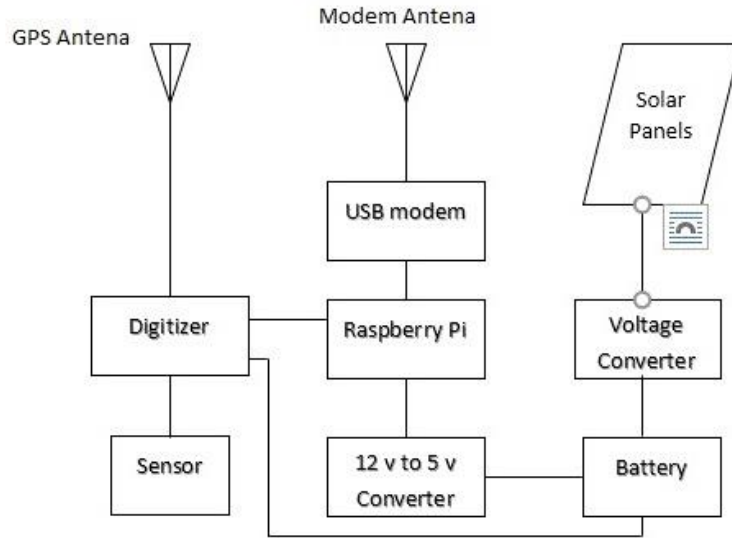 Modem Antena
GPS Antena
Solar
Panels
USB modem
Digitizer
Raspberry Pi
Voltage
Converter
Sensor
12 v to 5 v
Converter
Battery